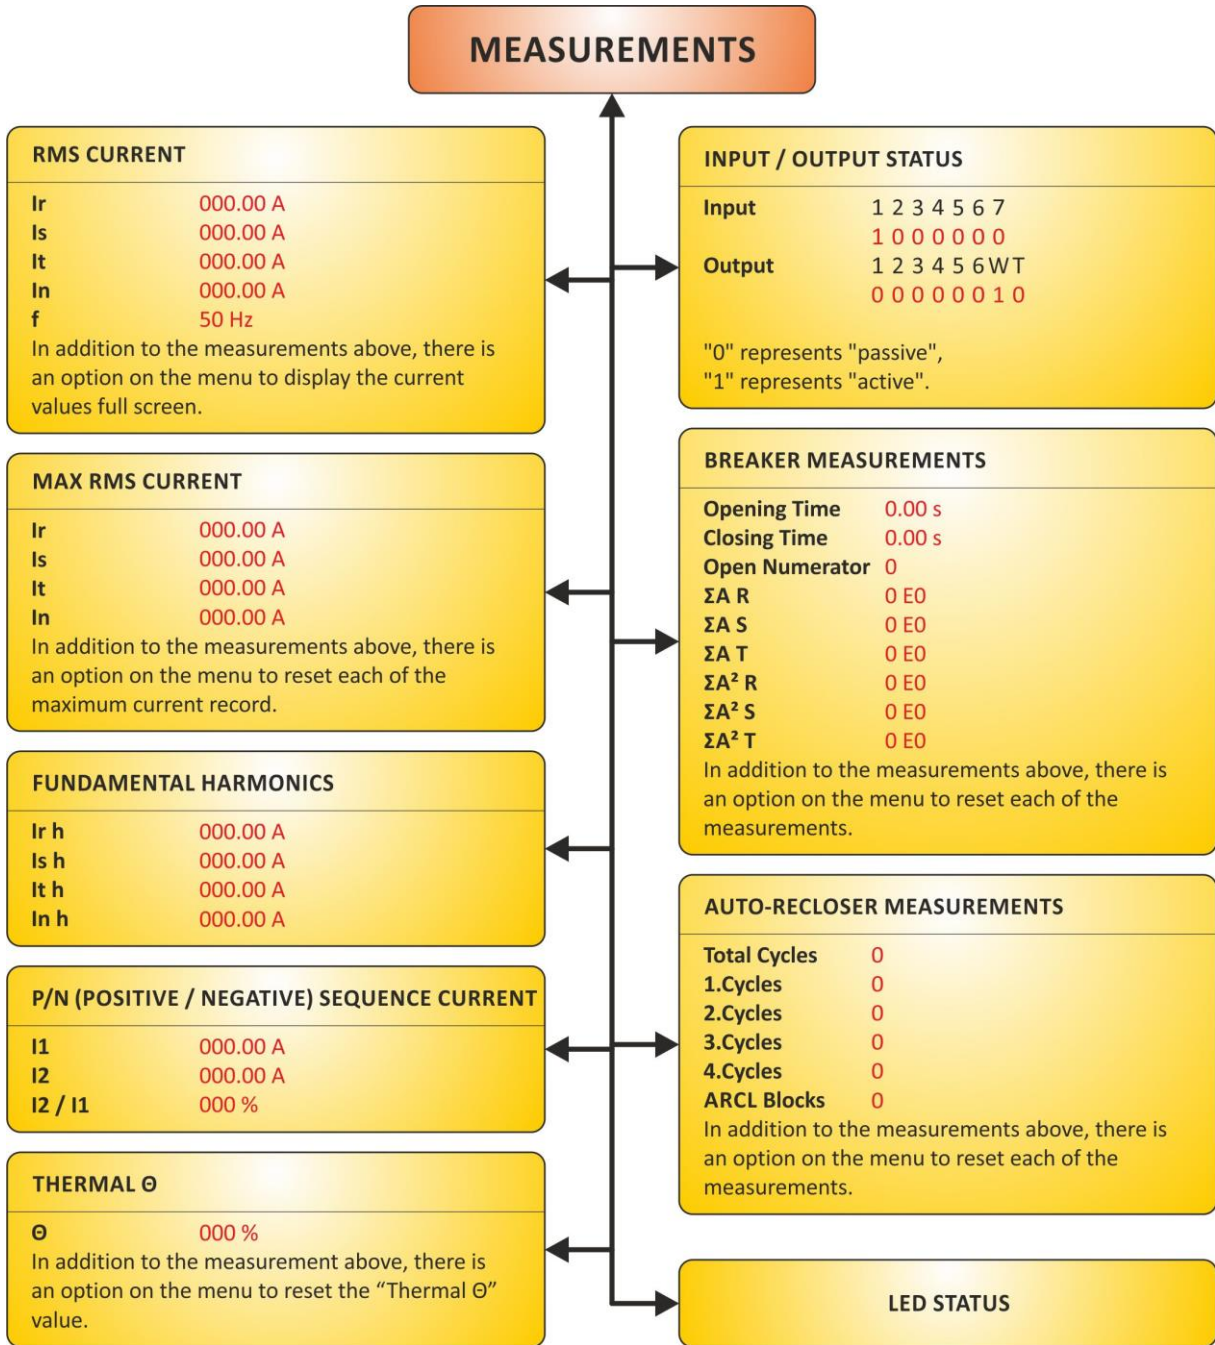 MEASUREMENTS
RMS CURRENT
Ir 000.00 A
Is 000.00 A
It 000.00 A
In 000.00 A
f 50 Hz
In addition to the measurements above, there is
an option on the menu to display the current
values full screen.
MAX RMS CURRENT
Ir 000.00 A
Is 000.00 A
It 000.00 A
In 000.00 A
In addition to the measurements above, there is
an option on the menu to reset each of the
maximum current record.
FUNDAMENTAL HARMONICS
Ir h 000.00 A
Is h 000.00 A
It h 000.00 A
In h 000.00 A
P/N (POSITIVE / NEGATIVE) SEQUENCE CURRENT
I1 000.00 A
I2 000.00 A
I2 / I1 000 %
THERMAL Θ
Θ 000 %
In addition to the measurement above, there is
an option on the menu to reset the “Thermal Θ”
value.
INPUT / OUTPUT STATUS
Input 1 2 3 4 5 6 7
1 0 0 0 0 0 0
Output 1 2 3 4 5 6 W T
0 0 0 0 0 0 1 0
"0" represents "passive",
"1" represents "active".
BREAKER MEASUREMENTS
Opening Time 0.00 s
Closing Time 0.00 s
Open Numerator 0
ΣA R 0 E0
ΣA S 0 E0
ΣA T 0 E0
ΣA² R 0 E0
ΣA² S 0 E0
ΣA² T 0 E0
In addition to the measurements above, there is
an option on the menu to reset each of the
measurements.
AUTO-RECLOSER MEASUREMENTS
Total Cycles 0
1.Cycles 0
2.Cycles 0
3.Cycles 0
4.Cycles 0
ARCL Blocks 0
In addition to the measurements above, there is
an option on the menu to reset each of the
measurements.
LED STATUS